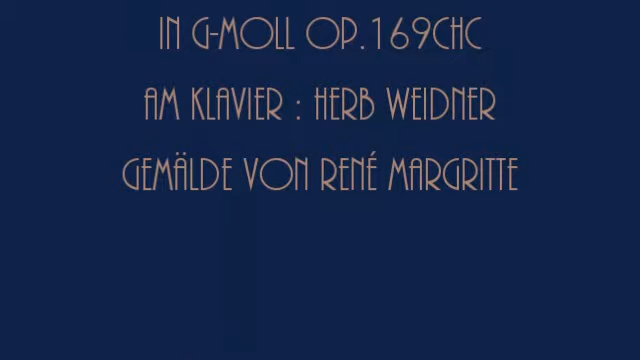 IN G-MOLL OP.169CHC
AM KLAVIER : HERB WEIDNER
GEMÄLDE VON RENÉ MARGRITTE